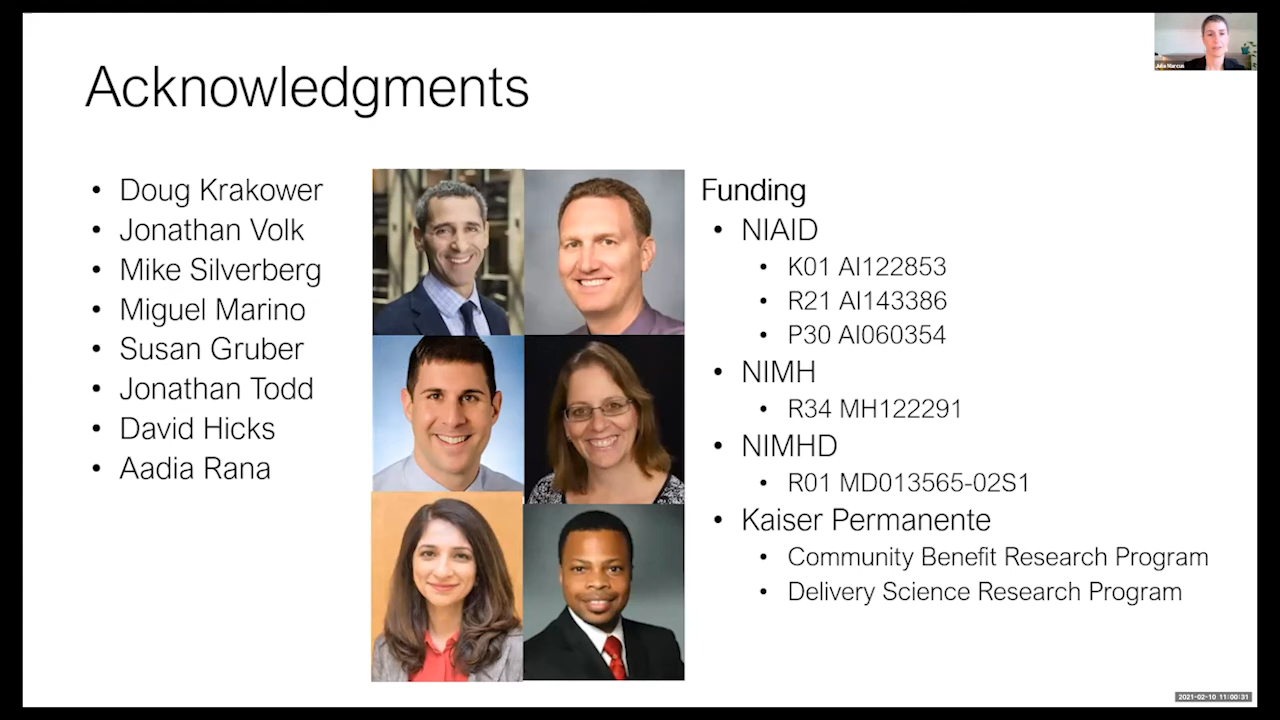 Acknowledgments
• Doug Krakower
• Jonathan Volk
• Mike Silverberg
• Miguel Marino
• Susan Gruber
• Jonathan Todd
• David Hicks
• Aadia Rana
Funding
• NIAID
• K01 AI122853
• R21 AI143386
• P30 AI060354
• NIMH
• R34 MH122291
• NIMHD
• R01 MD013565-02S1
• Kaiser Permanente
• Community Benefit Research Program
• Delivery Science Research Program
Julia Marcus
2021-02-10 11:00:31